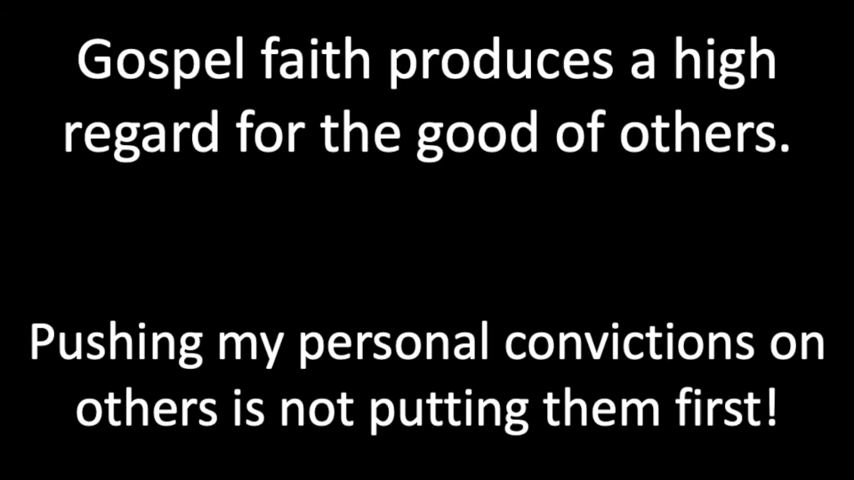 Gospel faith produces a high
regard for the good of others.
Pushing my personal convictions on
others is not putting them first!